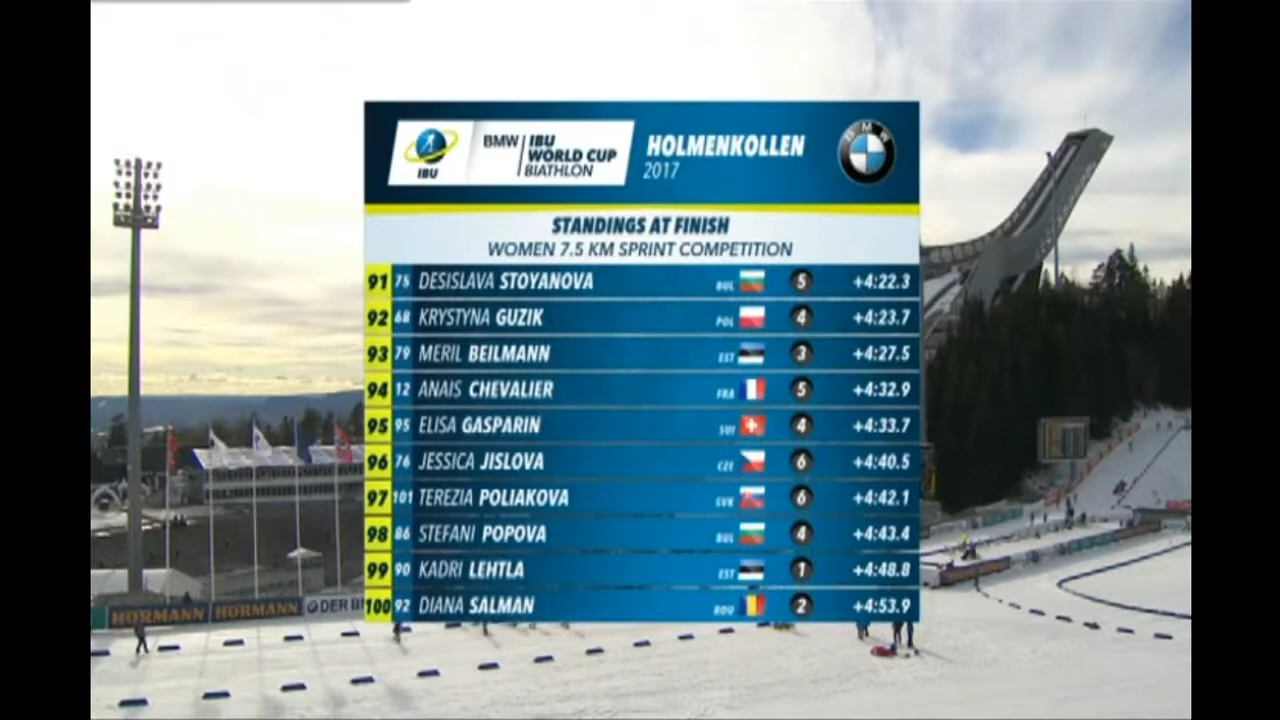 IBU
BMW
IBU
WORLD CUP
BIATHLON
HOLMENKOLLEN
2017
BMW
STANDINGS AT FINISH
WOMEN 7.5 KM SPRINT COMPETITION
91 75 DESISLAVA STOYANOVA BUL 5 +4:22.3
92 68 KRYSTYNA GUZIK POL 4 +4:23.7
93 79 MERIL BEILMANN EST 3 +4:27.5
94 12 ANAIS CHEVALIER FRA 5 +4:32.9
95 95 ELISA GASPARIN SUI 4 +4:33.7
96 76 JESSICA JISLOVA CZE 6 +4:40.5
97 101 TEREZIA POLIAKOVA SVK 6 +4:42.1
98 86 STEFANI POPOVA BUL 4 +4:43.4
99 90 KADRI LEHTLA EST 1 +4:48.8
100 92 DIANA SALMAN ROU 2 +4:53.9
HÖRMANN HÖRMANN DER